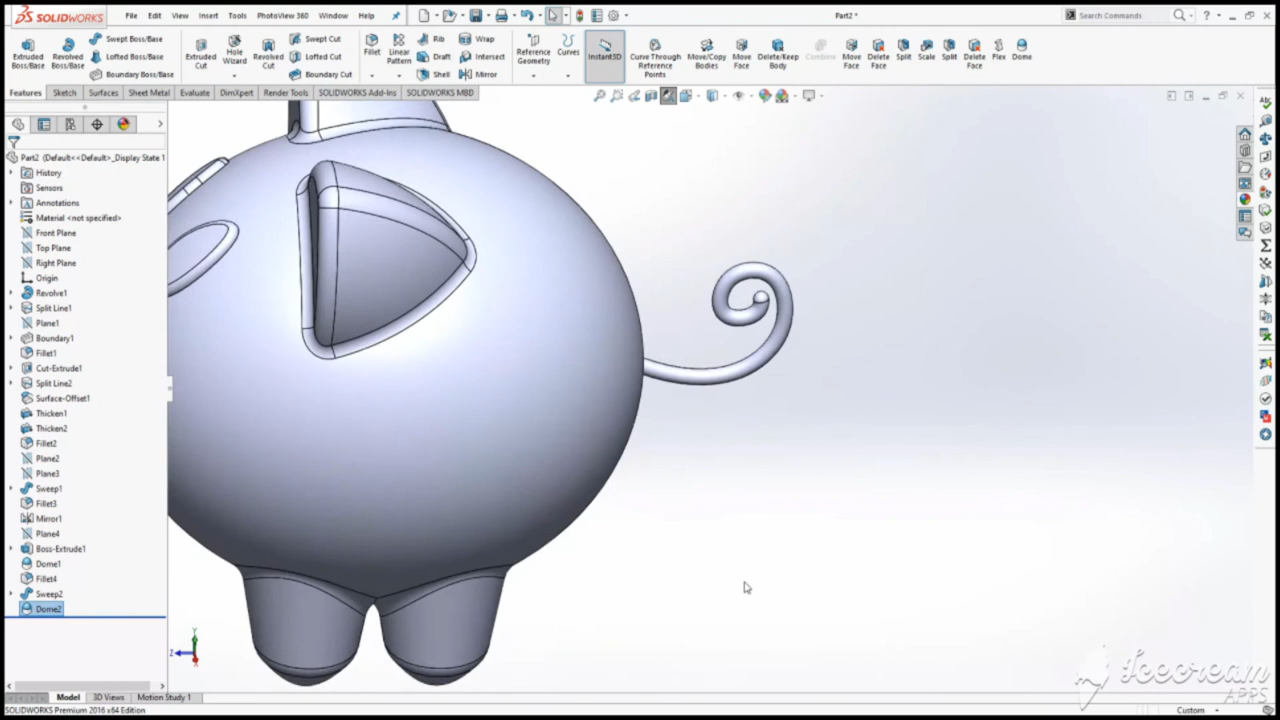 SOLIDWORKS File Edit View Insert Tools PhotoView 360 Window Help Part2 * Search Commands
Extruded Boss/Base Revolved Boss/Base Swept Boss/Base Lofted Boss/Base Boundary Boss/Base Extruded Cut Hole Wizard Revolved Cut Swept Cut Lofted Cut Boundary Cut Fillet Linear Pattern Rib Draft Shell Wrap Intersect Mirror Reference Geometry Curves Instant3D Curve Through Reference Points Move/Copy Bodies Move Face Delete/Keep Body Combine Move Face Delete Face Split Scale Split Delete Face Flex Dome
Features Sketch Surfaces Sheet Metal Evaluate DimXpert Render Tools SOLIDWORKS Add-Ins SOLIDWORKS MBD
Part2 (Default<<Default>_Display State 1
History
Sensors
Annotations
Material <not specified>
Front Plane
Top Plane
Right Plane
Origin
Revolve1
Split Line1
Plane1
Boundary1
Fillet1
Cut-Extrude1
Split Line2
Surface-Offset1
Thicken1
Thicken2
Fillet2
Plane2
Plane3
Sweep1
Fillet3
Mirror1
Plane4
Boss-Extrude1
Dome1
Fillet4
Sweep2
Dome2
Y
Z
Icecream
APPS
Model 3D Views Motion Study 1
SOLIDWORKS Premium 2016 x64 Edition Custom